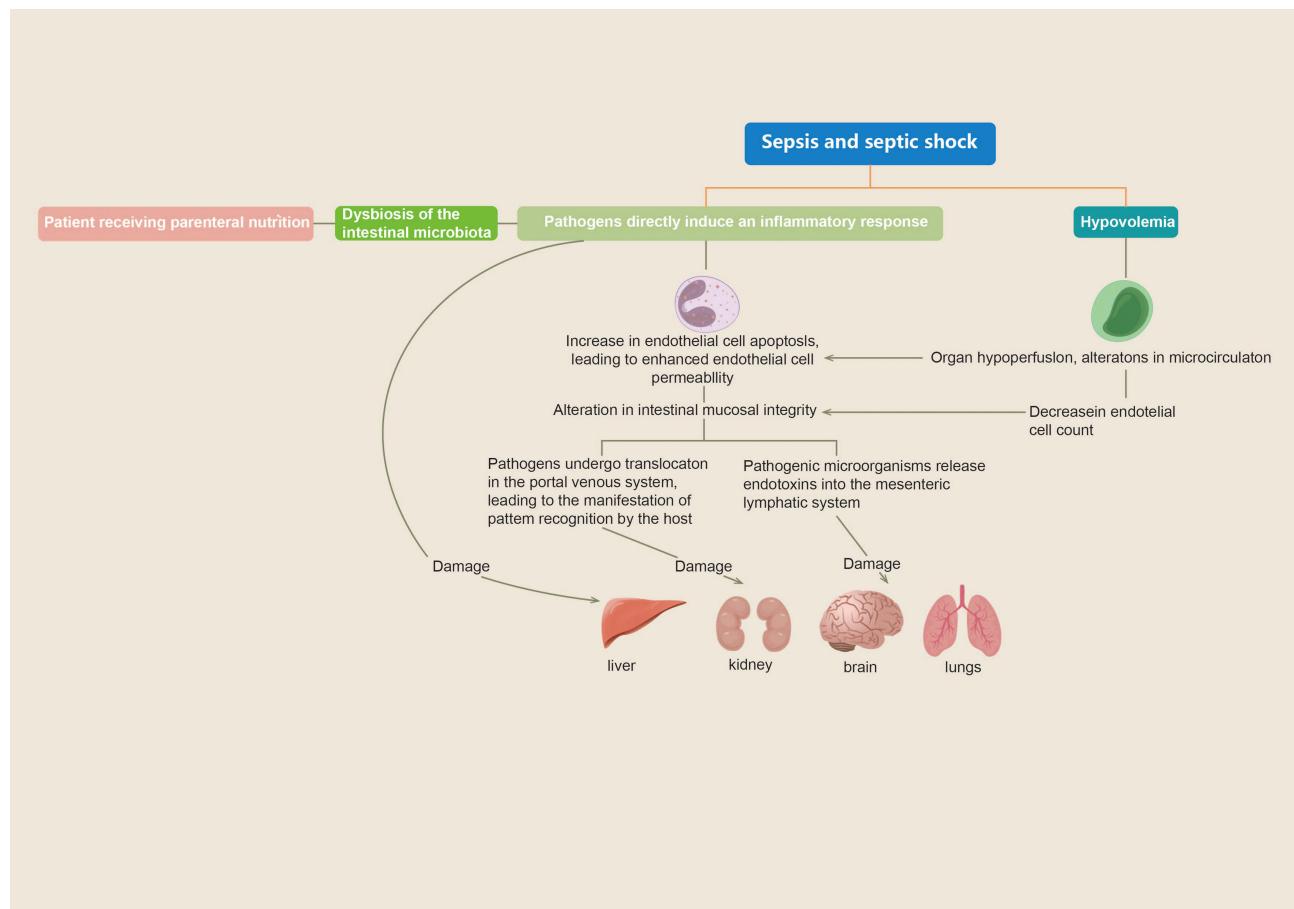 Sepsis and septic shock
Patient receiving parenteral nutrition
Dysbiosis of the
intestinal microbiota
Pathogens directly induce an inflammatory response
Hypovolemia
Increase in endothelial cell apoptosls,
leading to enhanced endothelial cell
permeabllity
Organ hypoperfuslon, alteratons in microcirculaton
Alteration in intestinal mucosal integrity
Decreasein endotelial
cell count
Pathogens undergo translocaton
in the portal venous system,
leading to the manifestation of
pattem recognition by the host
Pathogenic microorganisms release
endotoxins into the mesenteric
lymphatic system
Damage
Damage
Damage
liver
kidney
brain
lungs